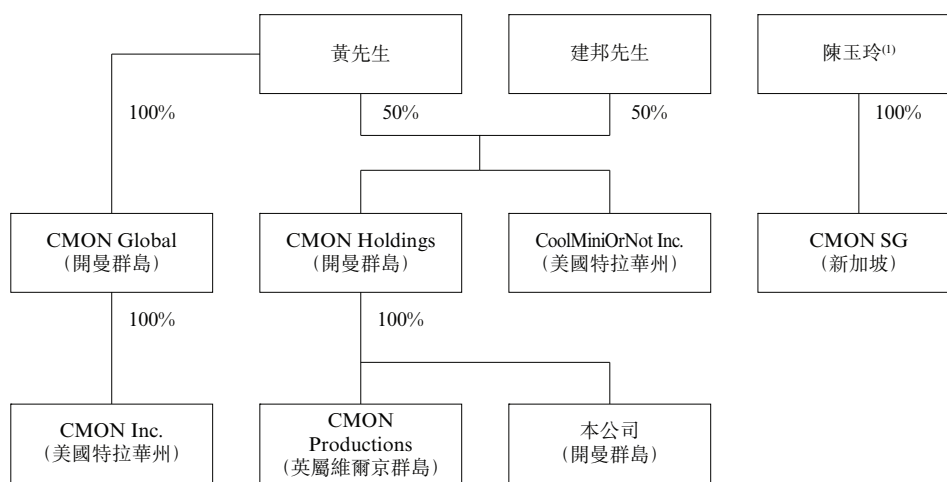 黃先生
建邦先生
陳玉玲(1)
100%
50%
50%
100%
CMON Global
（開曼群島）
CMON Holdings
（開曼群島）
CoolMiniOrNot Inc.
（美國特拉華州）
CMON SG
（新加坡）
100%
100%
CMON Inc.
（美國特拉華州）
CMON
Productions
（英屬維爾京群島）
本公司
（開曼群島）